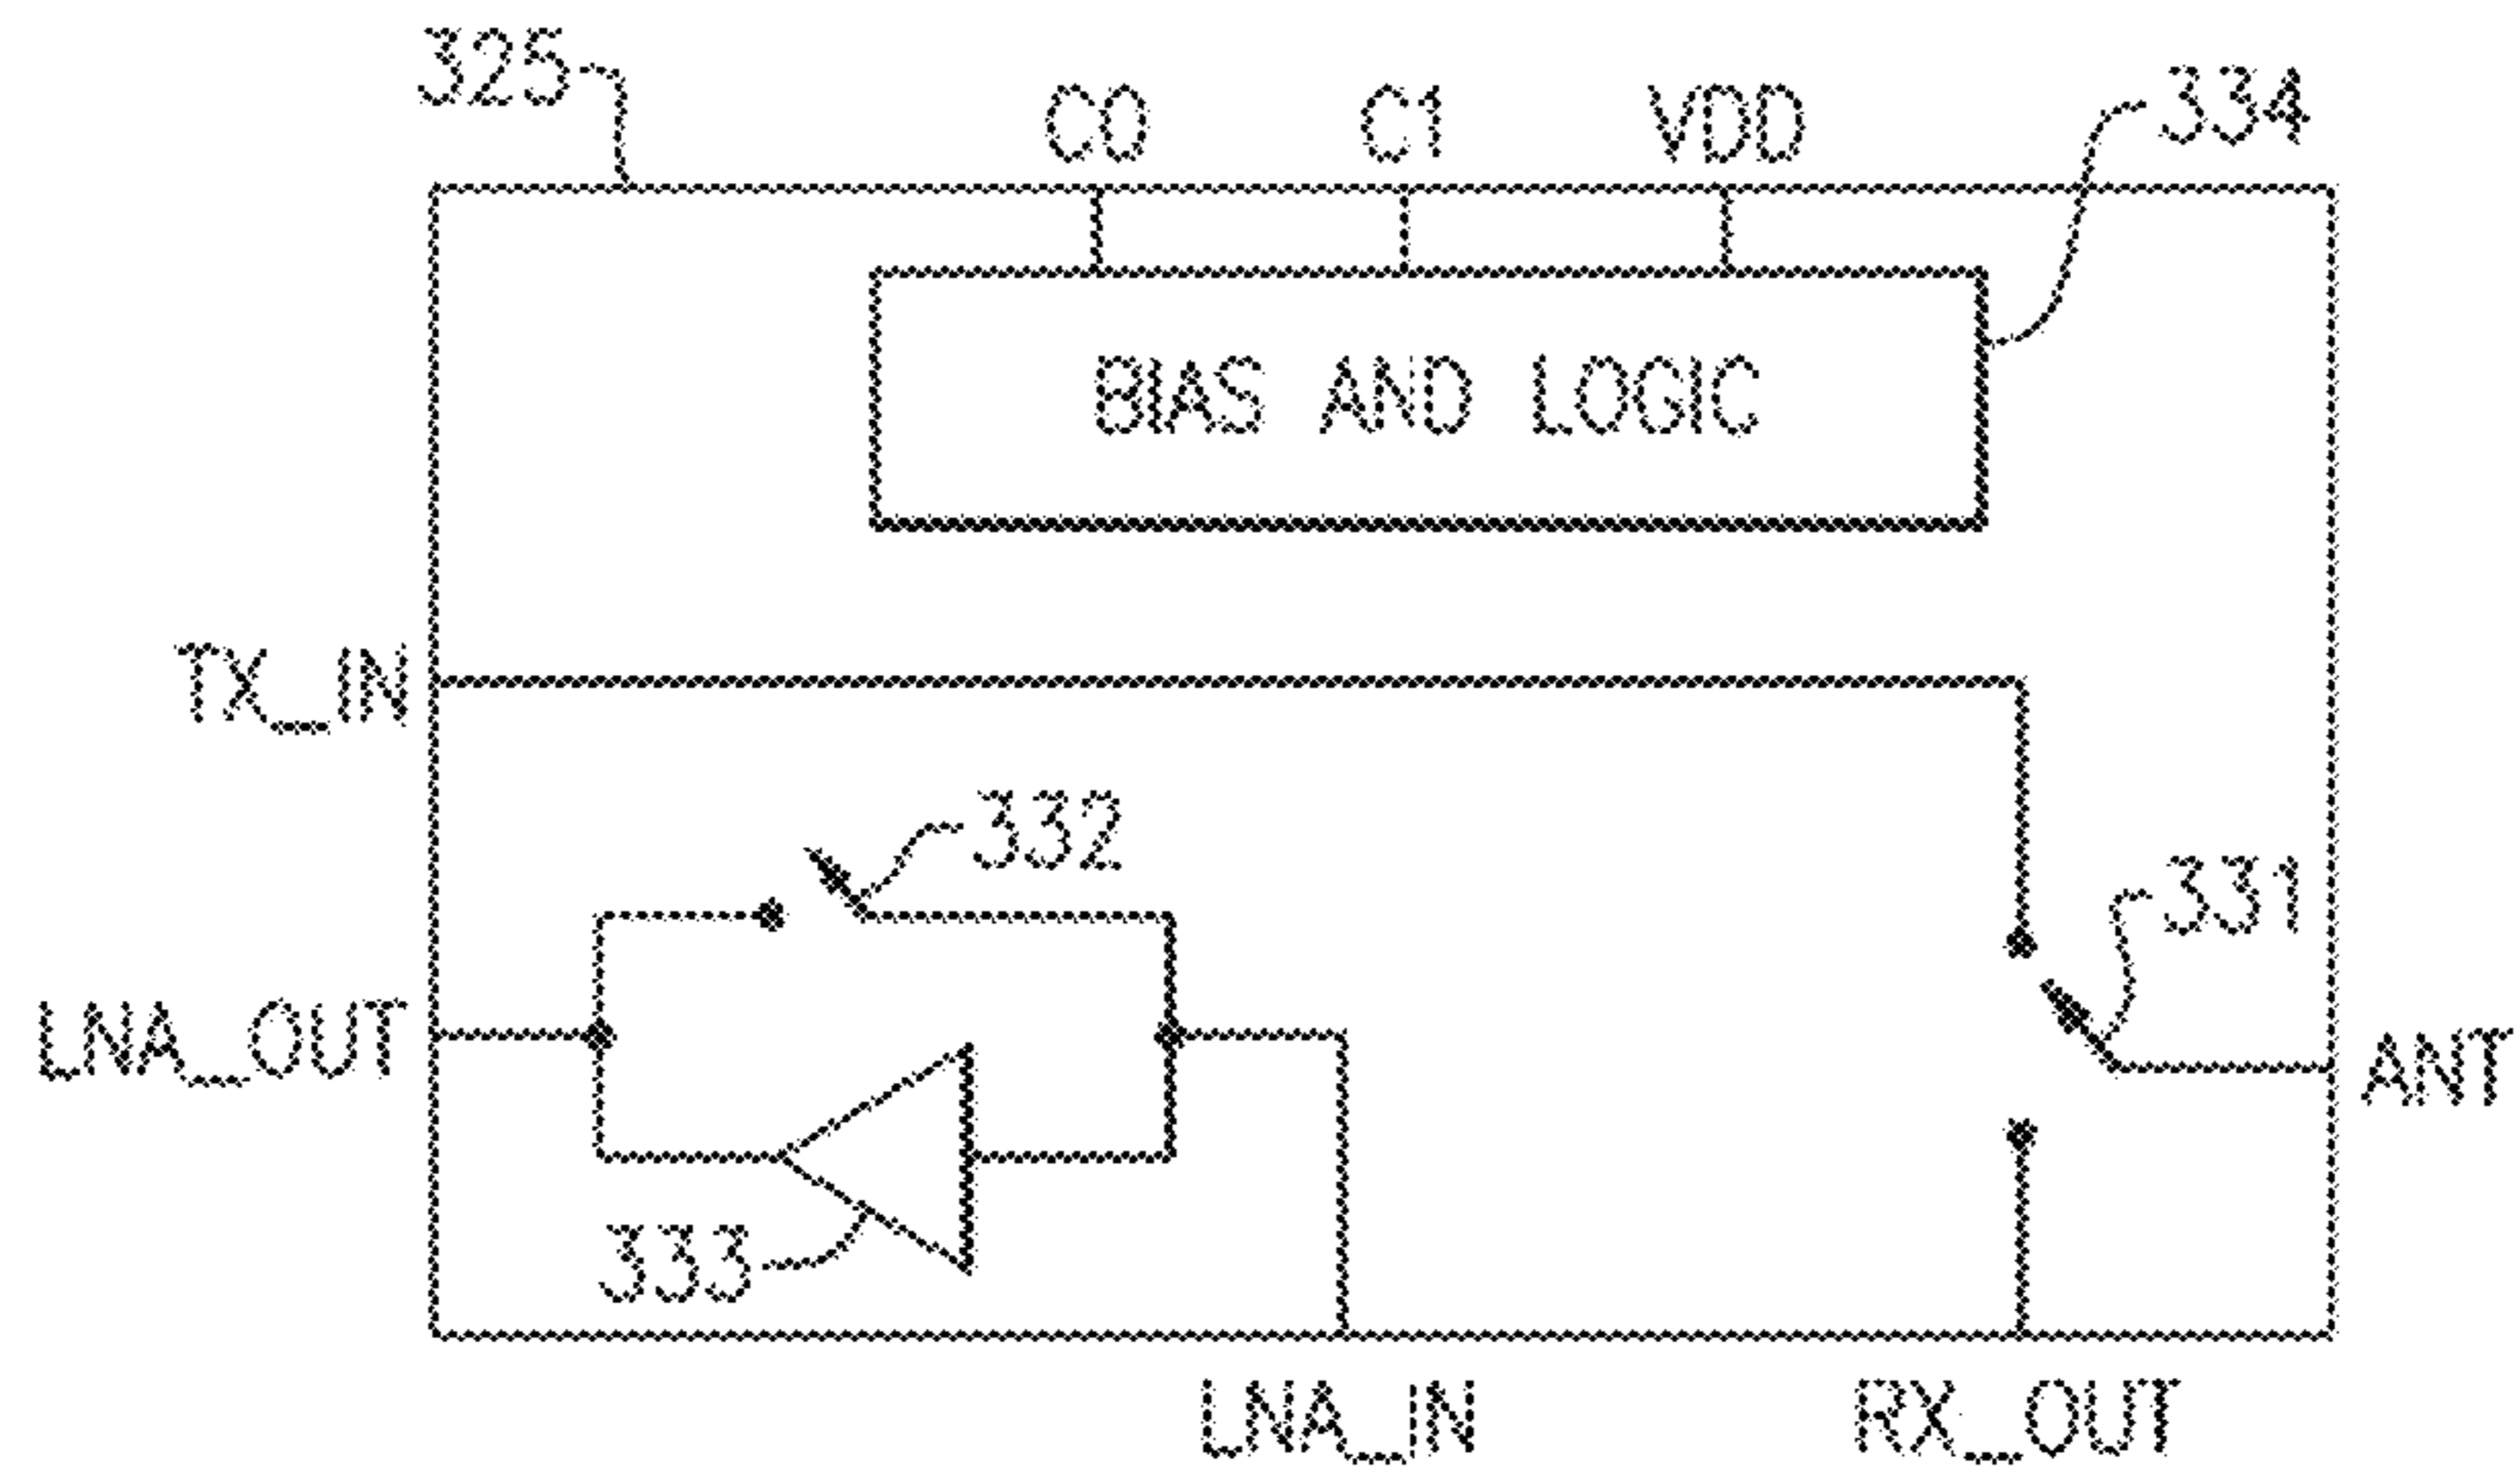 325
C0
C1
VDD
334
BIAS AND LOGIC
TX_IN
332
331
LNA_OUT
ANT
333
LNA_IN
RX_OUT